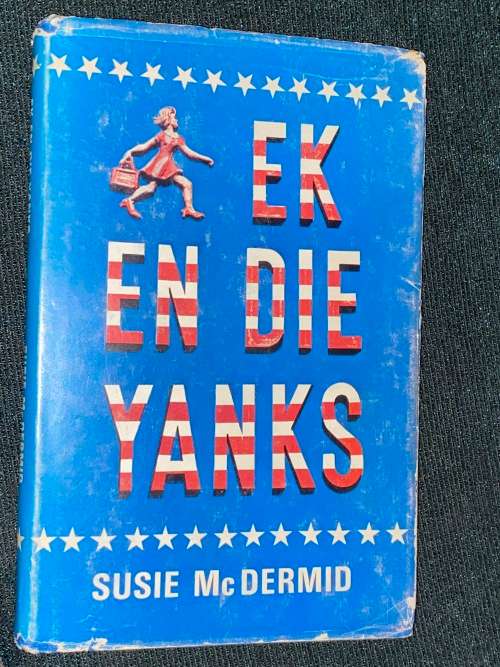 EK
EN DIE
YANKS
SUSIE McDERMID